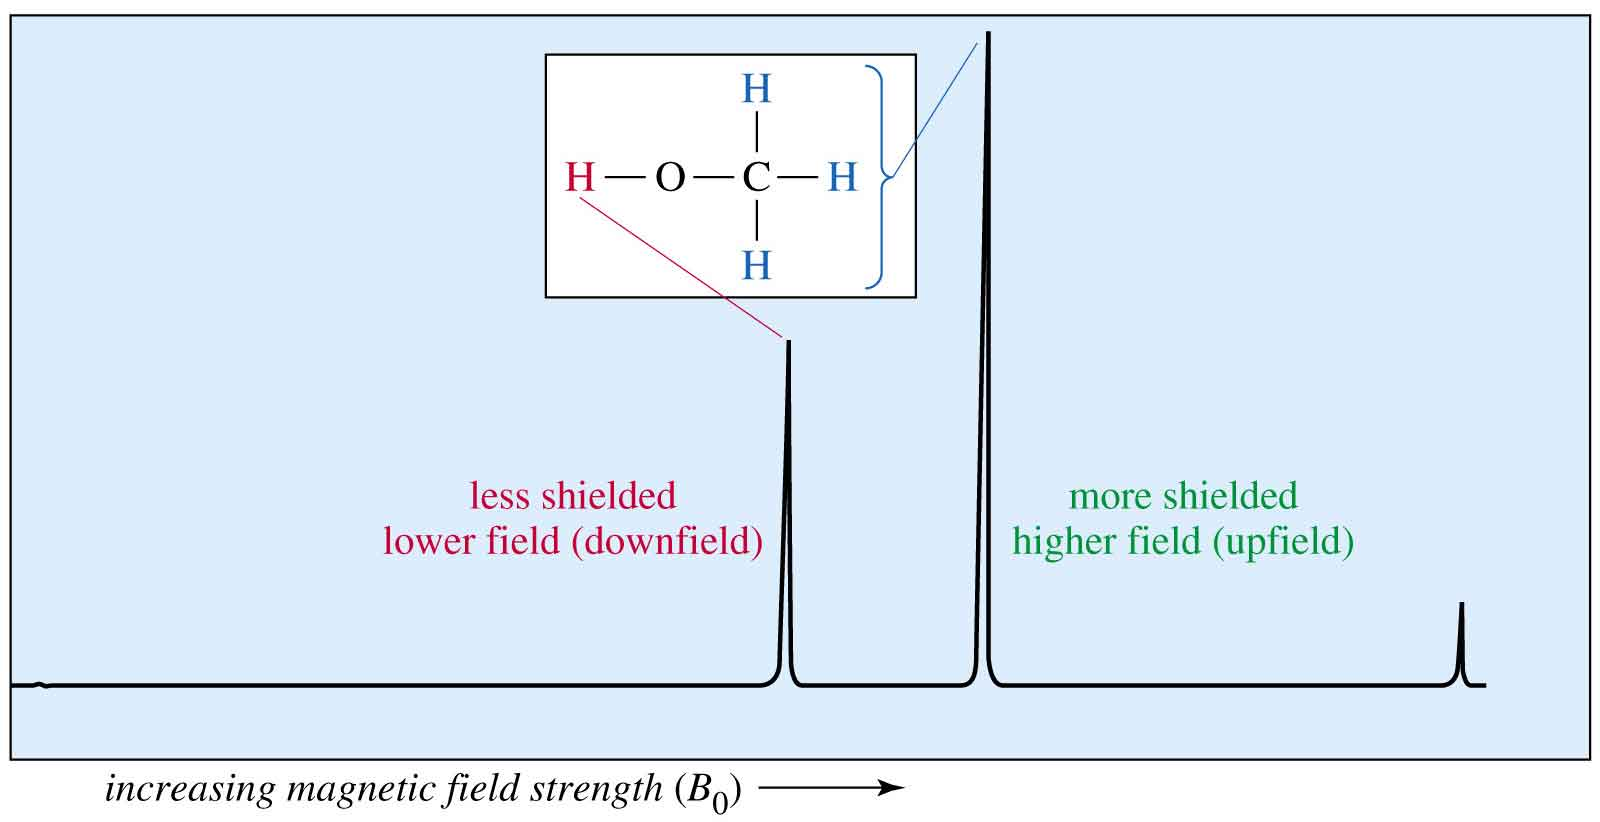 H
H — O — C — H
H
less shielded
lower field (downfield)
more shielded
higher field (upfield)
increasing magnetic field strength (B₀)